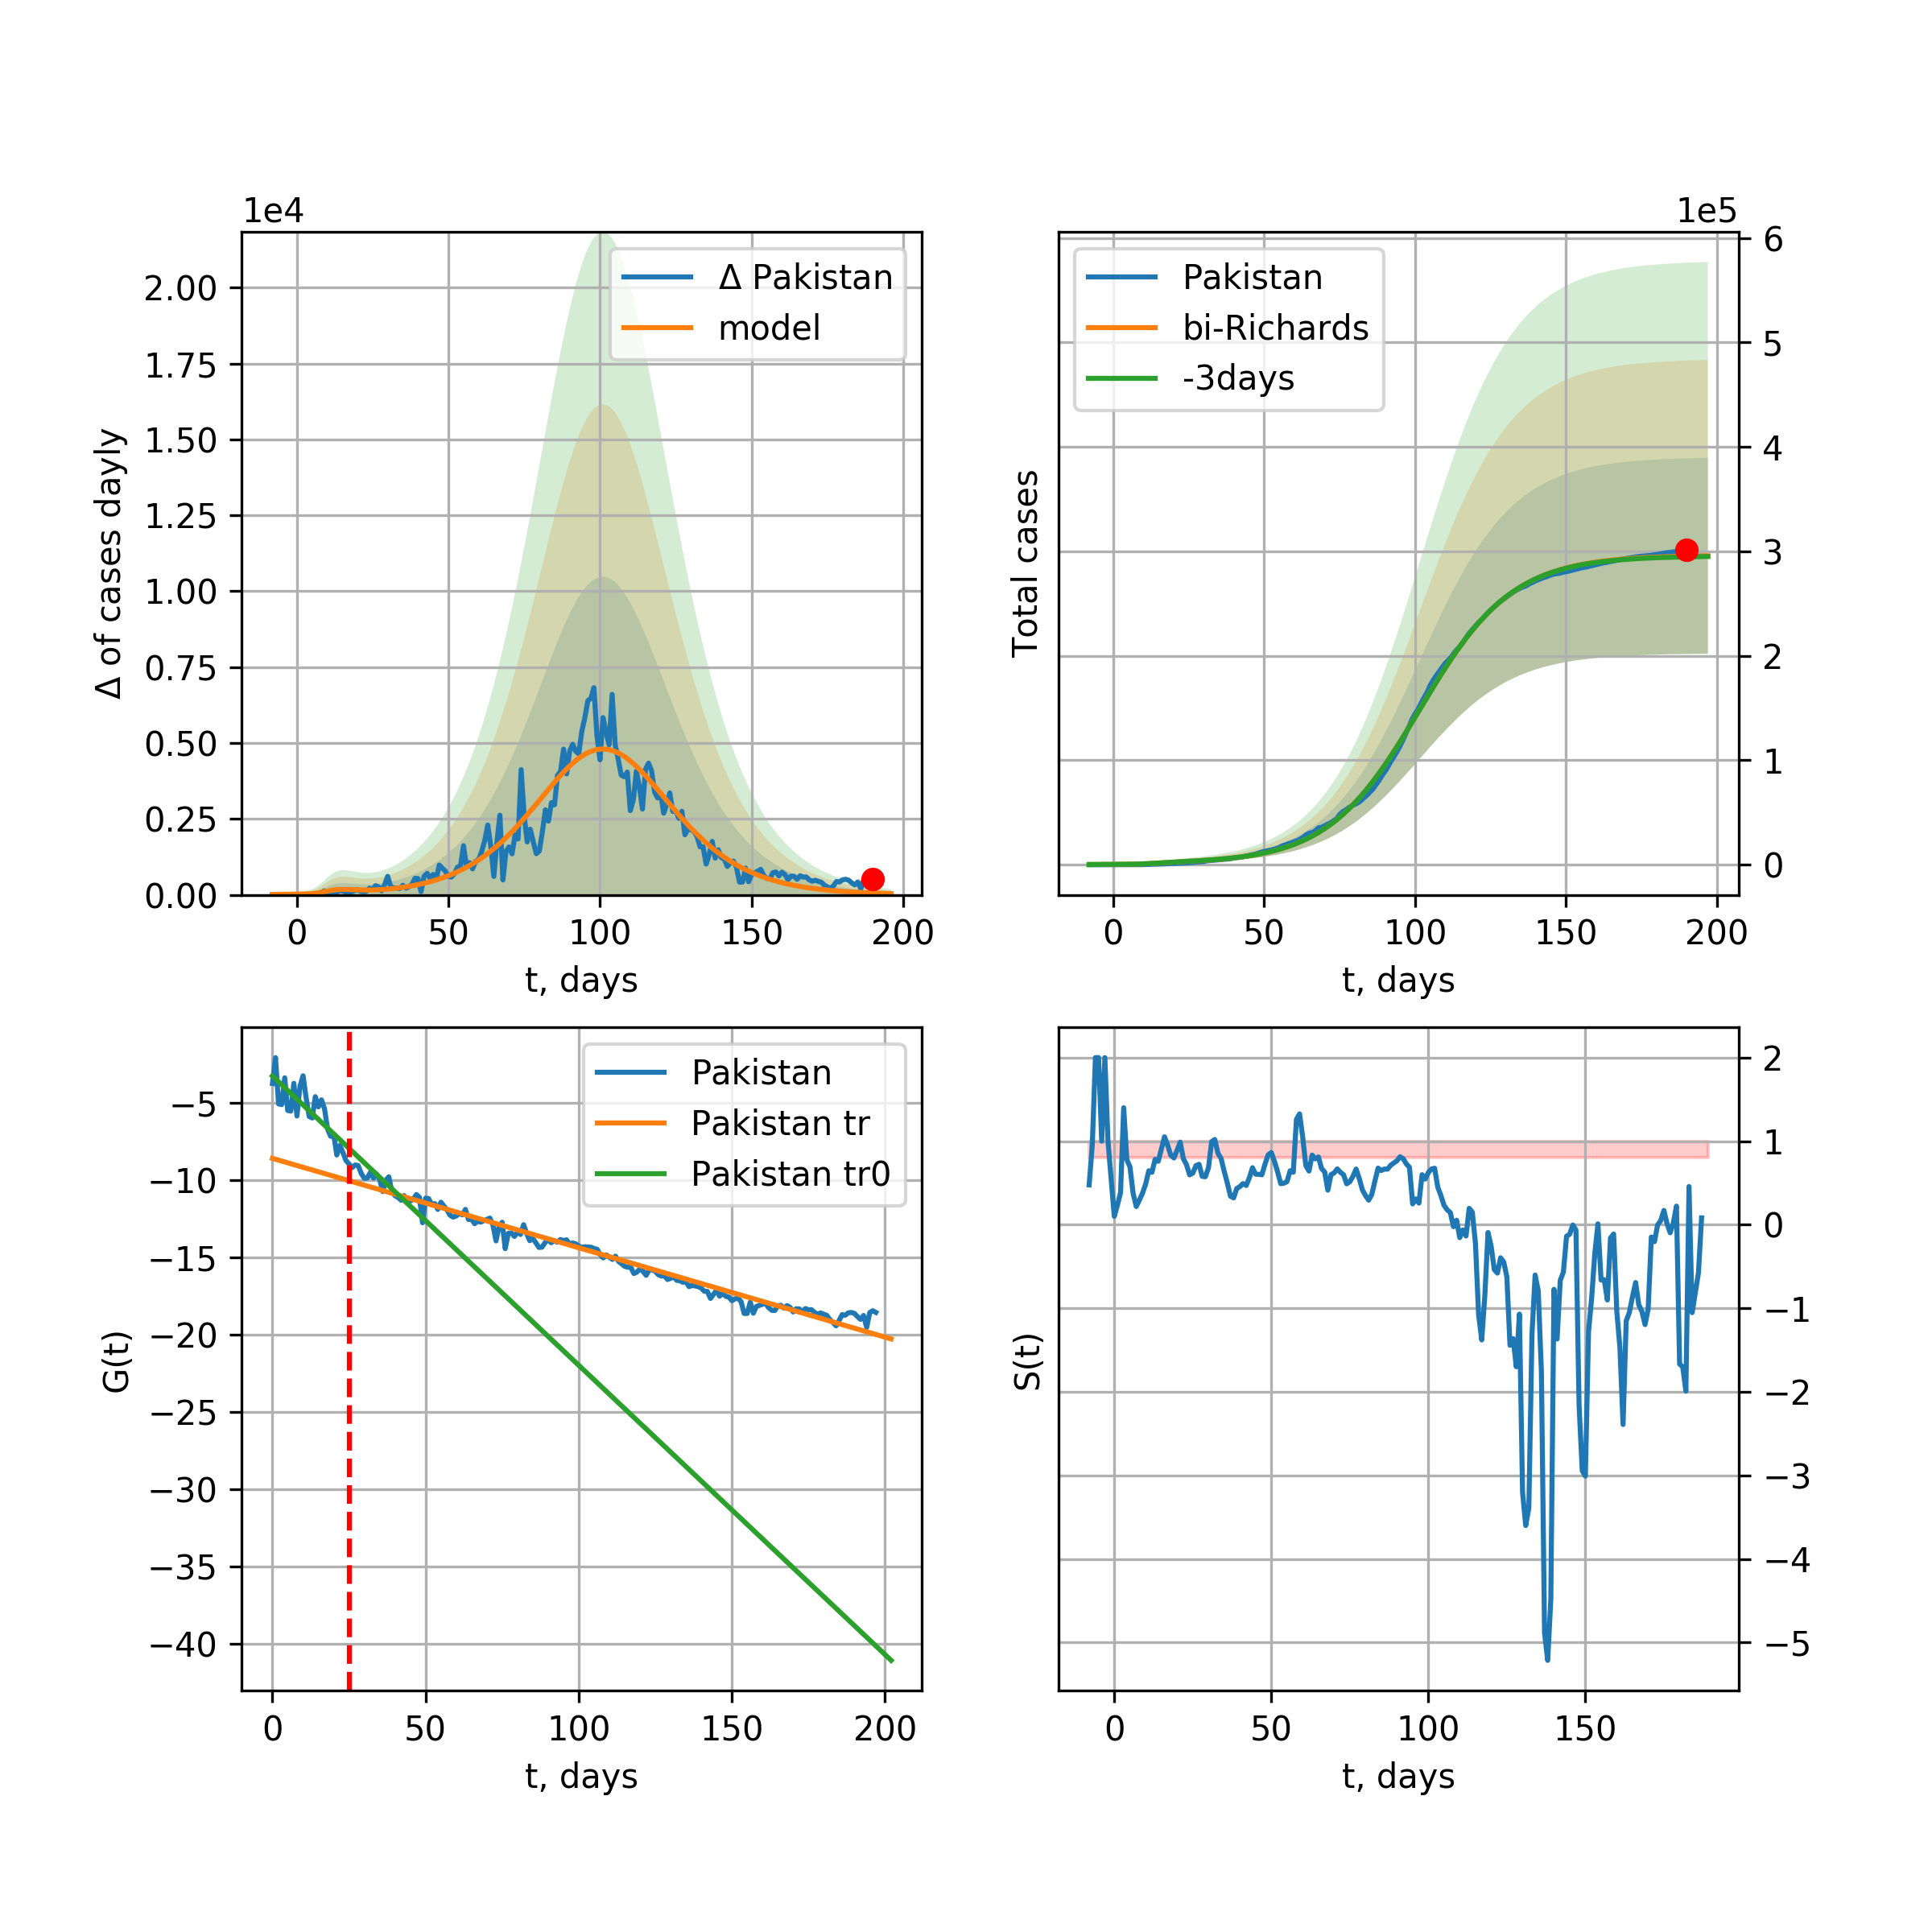 1e4
Δ of cases dayly
2.00
1.75
1.50
1.25
1.00
0.75
0.50
0.25
0.00
Δ Pakistan
model
0 50 100 150 200
t, days
1e5
Total cases
Pakistan
bi-Richards
-3days
6
5
4
3
2
1
0
0 50 100 150 200
t, days
G(t)
−5
−10
−15
−20
−25
−30
−35
−40
Pakistan
Pakistan tr
Pakistan tr0
0 50 100 150 200
t, days
S(t)
2
1
0
−1
−2
−3
−4
−5
0 50 100 150
t, days